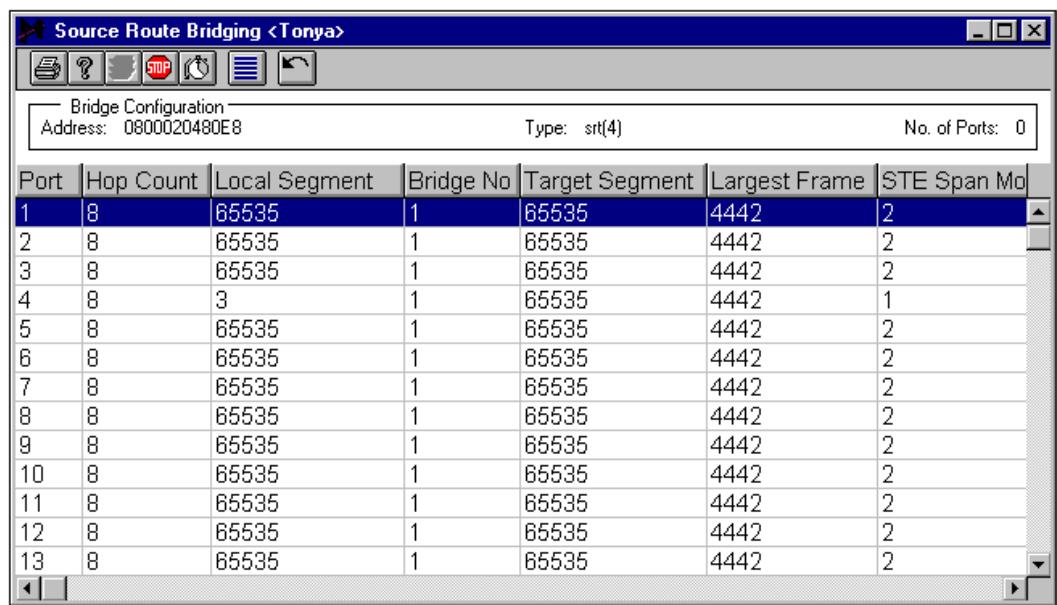 Source Route Bridging <Tonya>
STOP
Bridge Configuration
Address: 0800020480E8 Type: srt(4) No. of Ports: 0
Port Hop Count Local Segment Bridge No Target Segment Largest Frame STE Span Mo
1 8 65535 1 65535 4442 2
2 8 65535 1 65535 4442 2
3 8 65535 1 65535 4442 2
4 8 3 1 65535 4442 1
5 8 65535 1 65535 4442 2
6 8 65535 1 65535 4442 2
7 8 65535 1 65535 4442 2
8 8 65535 1 65535 4442 2
9 8 65535 1 65535 4442 2
10 8 65535 1 65535 4442 2
11 8 65535 1 65535 4442 2
12 8 65535 1 65535 4442 2
13 8 65535 1 65535 4442 2